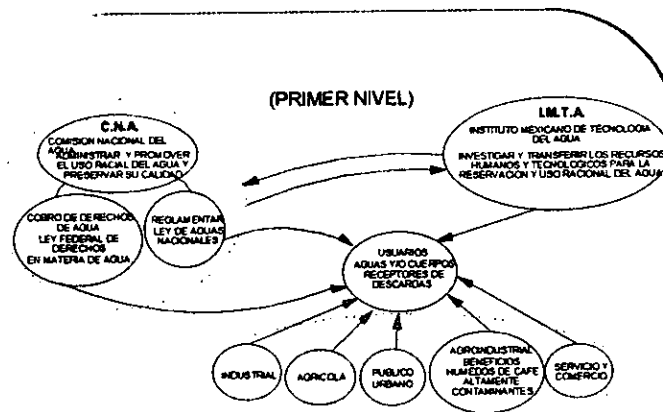 (PRIMER NIVEL)
C.N.A.
COMISION NACIONAL DEL
AGUA
ADMINISTRAR Y PROMOVER
EL USO RACIAL DEL AGUA Y
PRESERVAR SU CALIDAD
COBRO DE DERECHOS
DE AGUA
LEY FEDERAL DE
DERECHOS
EN MATERIA DE AGUA
REGLAMENTAR
LEY DE AGUAS
NACIONALES
I.M.T.A.
INSTITUTO MEXICANO DE TECNOLOGIA
DEL AGUA
INVESTIGAR Y TRANSFERIR LOS RECURSOS
HUMANOS Y TECNOLOGICOS PARA LA
RESERVACION Y USO RACIONAL DEL AGUA
USUARIOS
AGUAS Y/O CUERPOS
RECEPTORES DE
DESCARGAS
INDUSTRIAL
AGRICOLA
PUBLICO
URBANO
AGROINDUSTRIAL
BENEFICIOS
HUMEDOS DE CAFE
ALTAMENTE
CONTAMINANTES
SERVICIO Y
COMERCIO